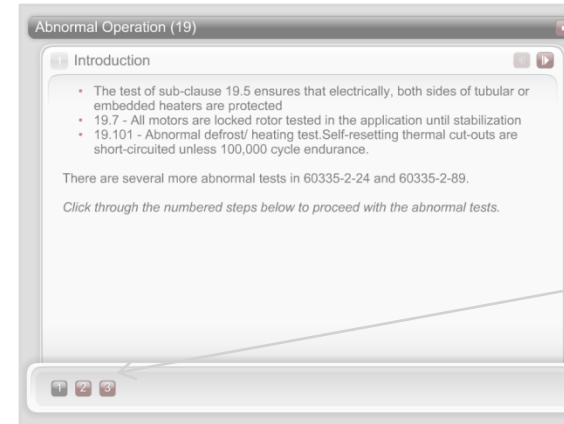 Abnormal Operation (19)
1 Introduction
• The test of sub-clause 19.5 ensures that electrically, both sides of tubular or
embedded heaters are protected
• 19.7 - All motors are locked rotor tested in the application until stabilization
• 19.101 - Abnormal defrost/ heating test.Self-resetting thermal cut-outs are
short-circuited unless 100,000 cycle endurance.
There are several more abnormal tests in 60335-2-24 and 60335-2-89.
Click through the numbered steps below to proceed with the abnormal tests.
1 2 3